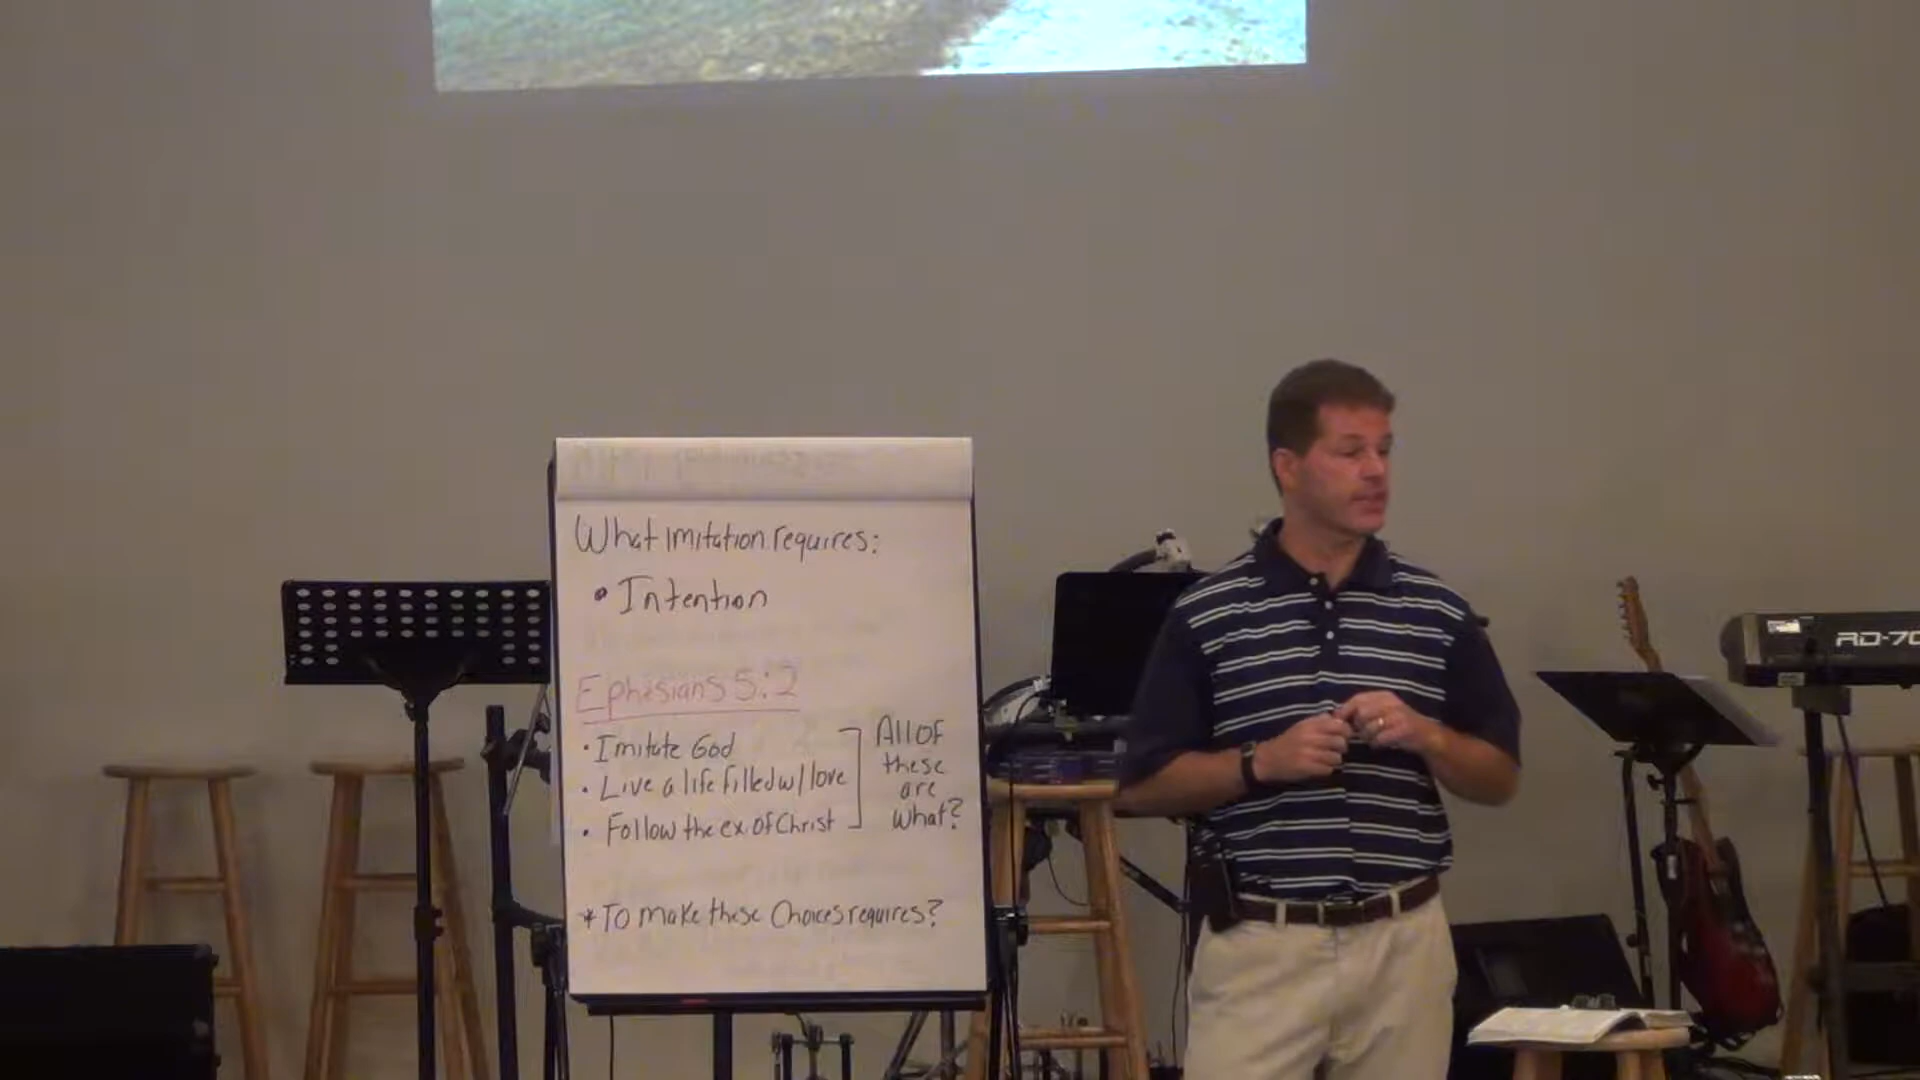 What imitation requires:
• Intention
Ephesians 5:2
• Imitate God
• Live a life filled w/ love
• Follow the ex. of Christ
All of
these
are
what?
* To make these Choices requires?
RD-70